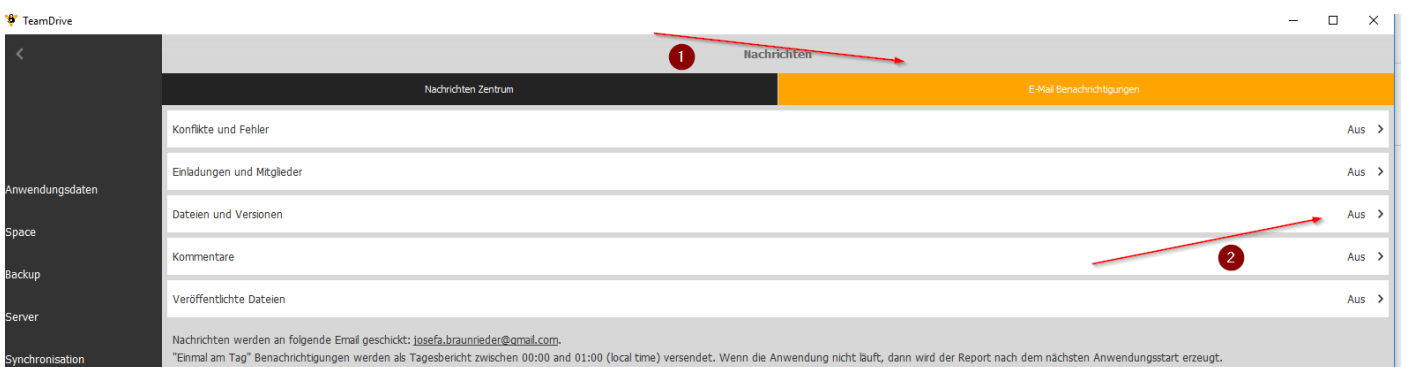 TeamDrive
Nachrichten
1
Nachrichten Zentrum
E-Mail Benachrichtigungen
Konflikte und Fehler
Aus
Einladungen und Mitglieder
Aus
Anwendungsdaten
Dateien und Versionen
Aus
Space
Kommentare
2
Aus
Backup
Veröffentlichte Dateien
Aus
Server
Nachrichten werden an folgende Email geschickt: josefa.braunrieder@gmail.com.
Synchronisation
"Einmal am Tag" Benachrichtigungen werden als Tagesbericht zwischen 00:00 and 01:00 (local time) versendet. Wenn die Anwendung nicht läuft, dann wird der Report nach dem nächsten Anwendungsstart erzeugt.